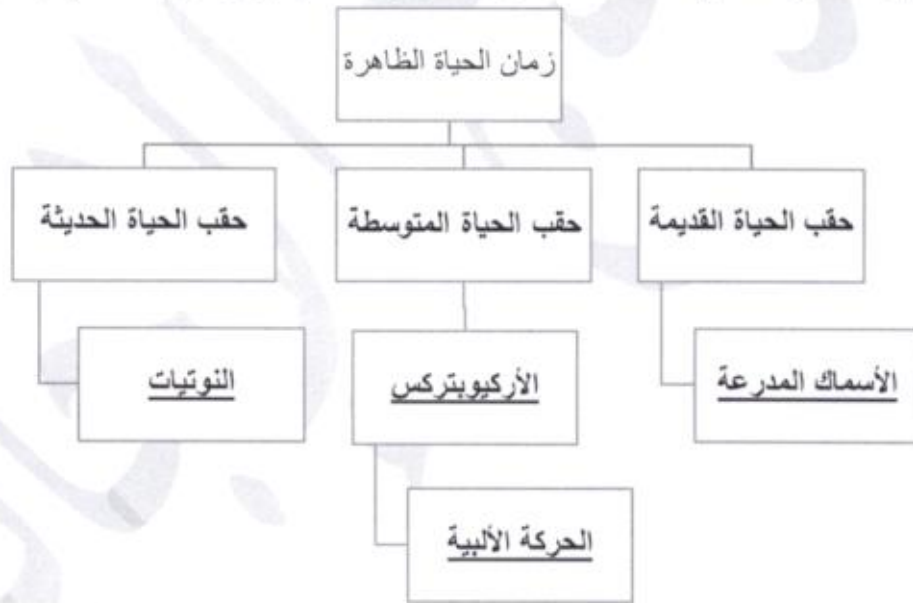 زمان الحياة الظاهرة
حقب الحياة القديمة
حقب الحياة المتوسطة
حقب الحياة الحديثة
الأسماك المدرعة
الأركيوبتركس
النوتيات
الحركة الألبية